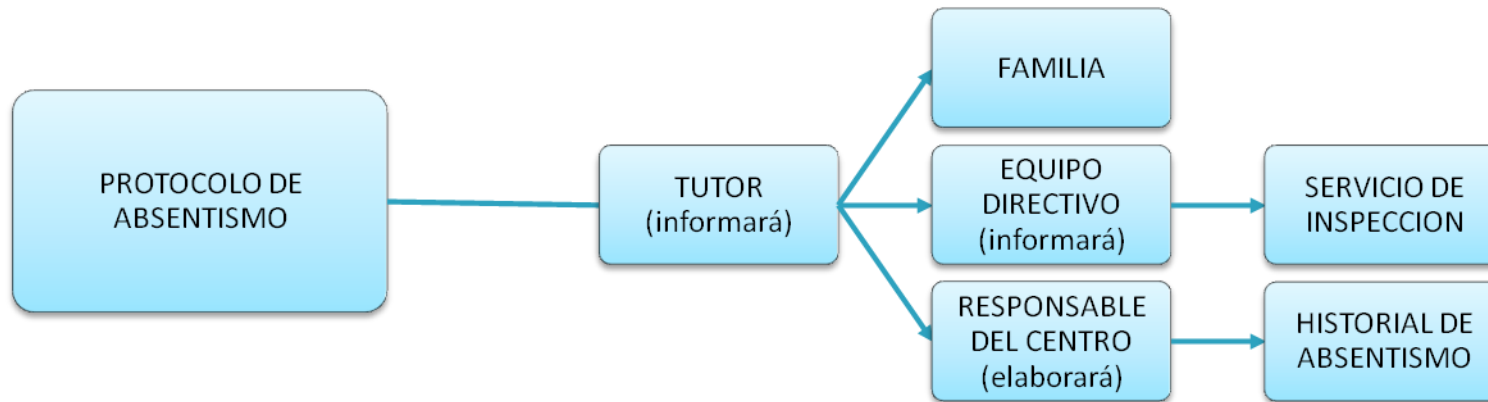 PROTOCOLO DE
ABSENTISMO
TUTOR
(informará)
FAMILIA
EQUIPO
DIRECTIVO
(informará)
SERVICIO DE
INSPECCION
RESPONSABLE
DEL CENTRO
(elaborará)
HISTORIAL DE
ABSENTISMO